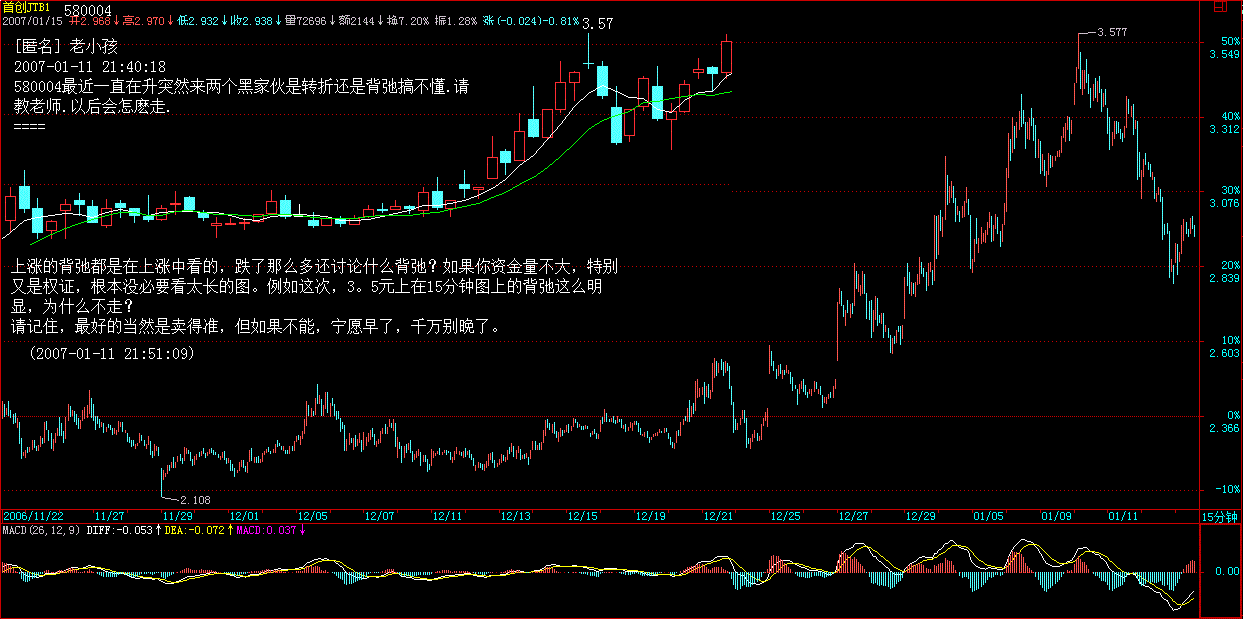 首创JTB1 580004
2007/01/15 开2.968↓高2.970↓低2.932↓收2.938↓量72696↓额2144↓换7.20% 振1.28% 涨(-0.024)-0.81%
3.57
[匿名] 老小孩
2007-01-11 21:40:18
580004最近一直在升突然来两个黑家伙是转折还是背弛搞不懂.请
教老师.以后会怎麽走.
====
上涨的背弛都是在上涨中看的，跌了那么多还讨论什么背弛？如果你资金量不大，特别
又是权证，根本没必要看太长的图。例如这次，3。5元上在15分钟图上的背弛这么明
显，为什么不走？
请记住，最好的当然是卖得准，但如果不能，宁愿早了，千万别晚了。
(2007-01-11 21:51:09)
3.577
2.108
日
50%
3.549
40%
3.312
30%
3.076
20%
2.839
10%
2.603
0%
2.366
-10%
2006/11/22 11/27 11/29 12/01 12/05 12/07 12/11 12/13 12/15 12/19 12/21 12/25 12/27 12/29 01/05 01/09 01/11 15分钟
MACD(26,12,9) DIFF:-0.053↑DEA:-0.072↑MACD:0.037↓
0.00